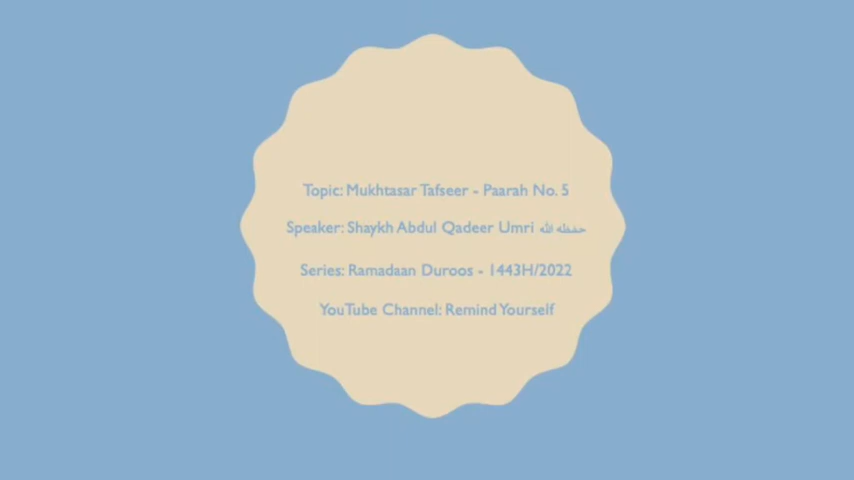 Topic: Mukhtasar Tafseer - Paarah No. 5
Speaker: Shaykh Abdul Qadeer Umri حفظه الله
Series: Ramadaan Duroos - 1443H/2022
YouTube Channel: Remind Yourself